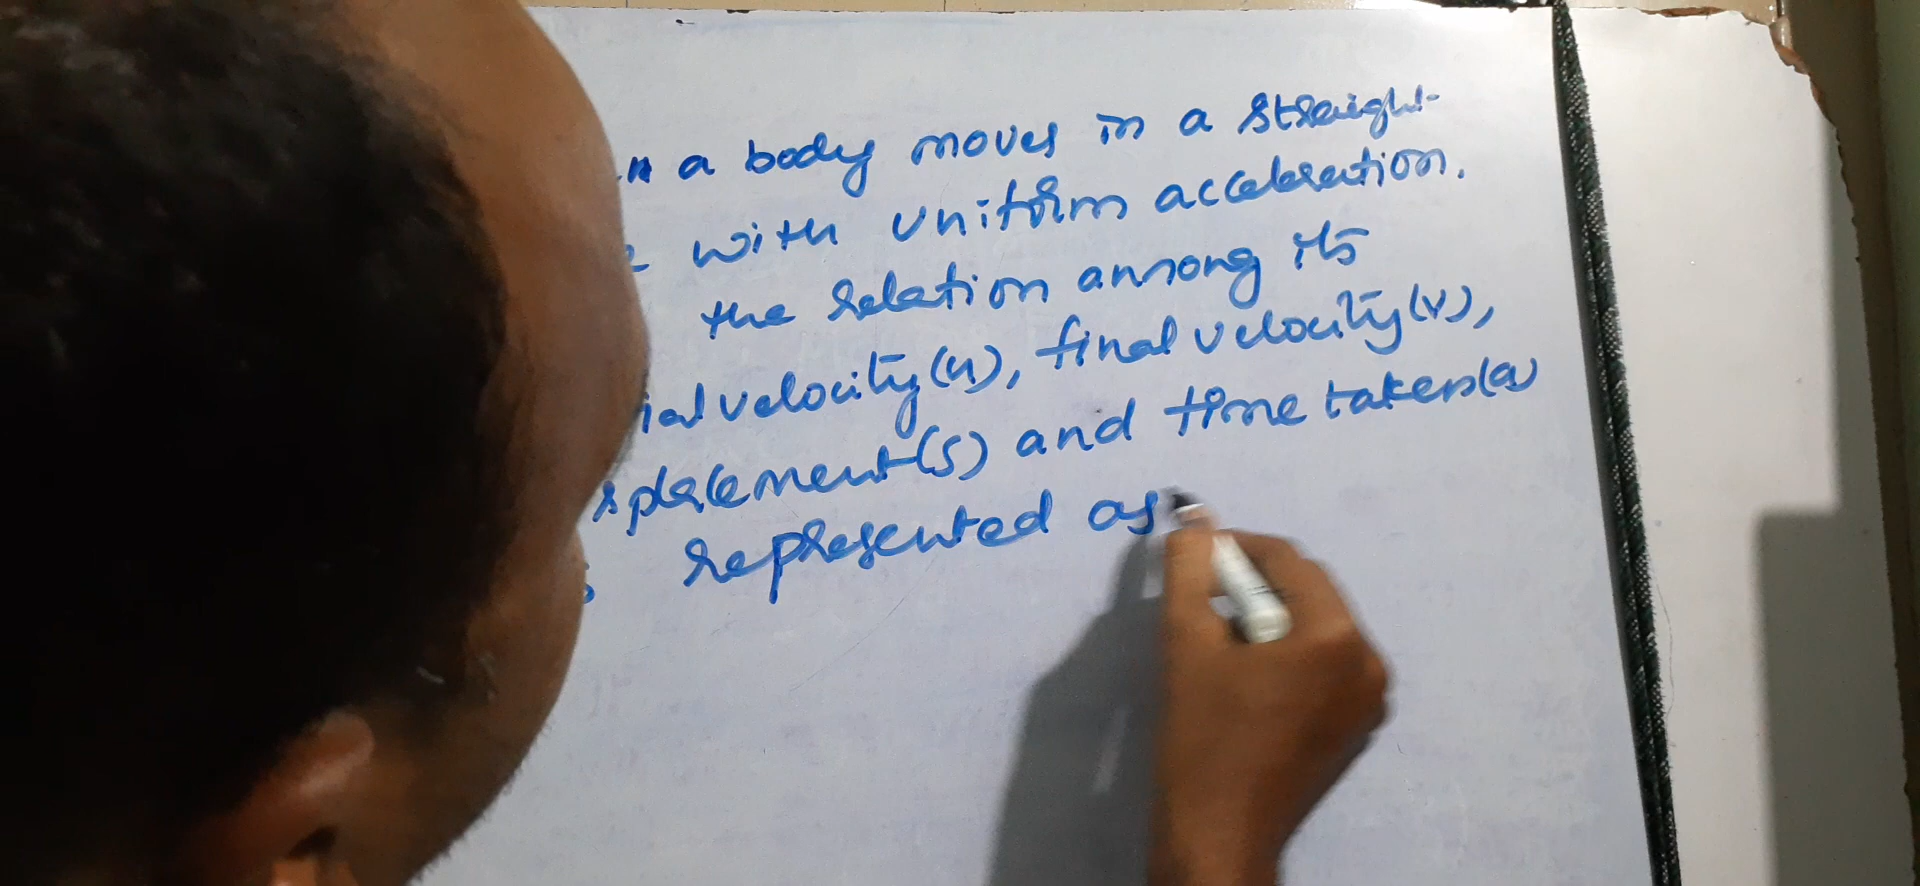 a body moves in a straight
with uniform acceleration.
the relation among its
velocity(u), final velocity(v),
splacement(s) and time taken(a)
represented as